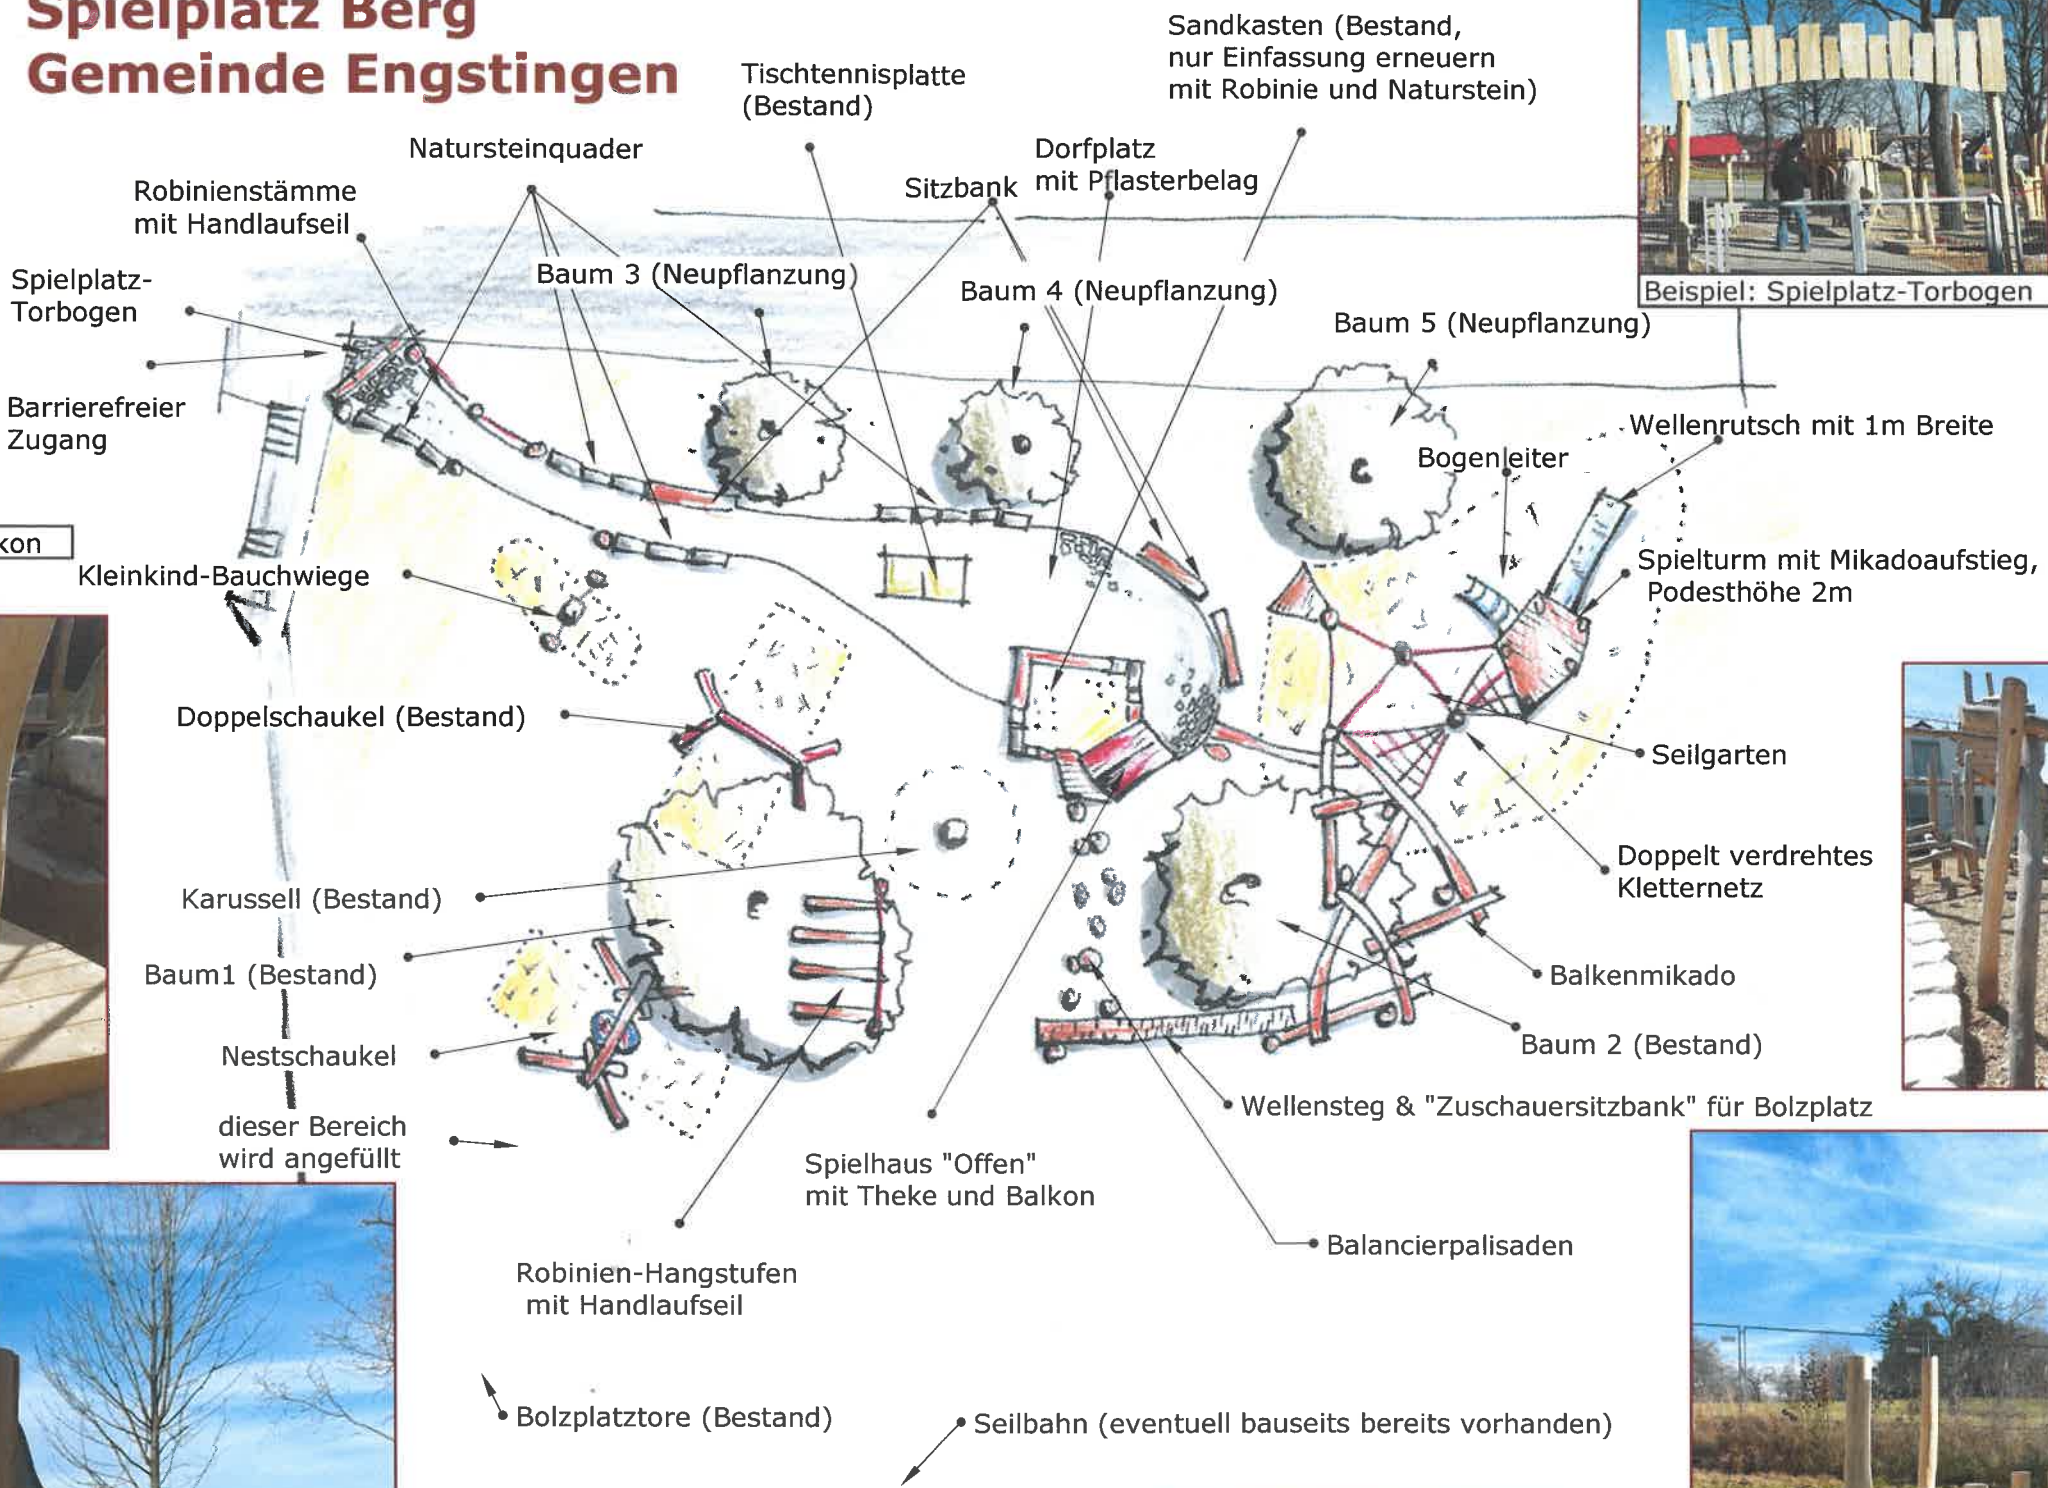 Spielplatz Berg
Gemeinde Engstingen
Sandkasten (Bestand,
nur Einfassung erneuern
mit Robinie und Naturstein)
Tischtennisplatte
(Bestand)
Natursteinquader
Dorfplatz
mit Pflasterbelag
Sitzbank
Robinienstämme
mit Handlaufseil
Spielplatz-
Torbogen
Baum 3 (Neupflanzung)
Baum 4 (Neupflanzung)
Beispiel: Spielplatz-Torbogen
Baum 5 (Neupflanzung)
Barrierefreier
Zugang
Wellenrutsch mit 1m Breite
Bogenleiter
kon
Kleinkind-Bauchwiege
Spielturm mit Mikadoaufstieg,
Podesthöhe 2m
Doppelschaukel (Bestand)
Seilgarten
Doppelt verdrehtes
Kletternetz
Karussell (Bestand)
Baum1 (Bestand)
Balkenmikado
Nestschaukel
Baum 2 (Bestand)
dieser Bereich
wird angefüllt
Wellensteg & "Zuschauersitzbank" für Bolzplatz
Spielhaus "Offen"
mit Theke und Balkon
Balancierpalisaden
Robinien-Hangstufen
mit Handlaufseil
Bolzplatztore (Bestand)
Seilbahn (eventuell bauseits bereits vorhanden)